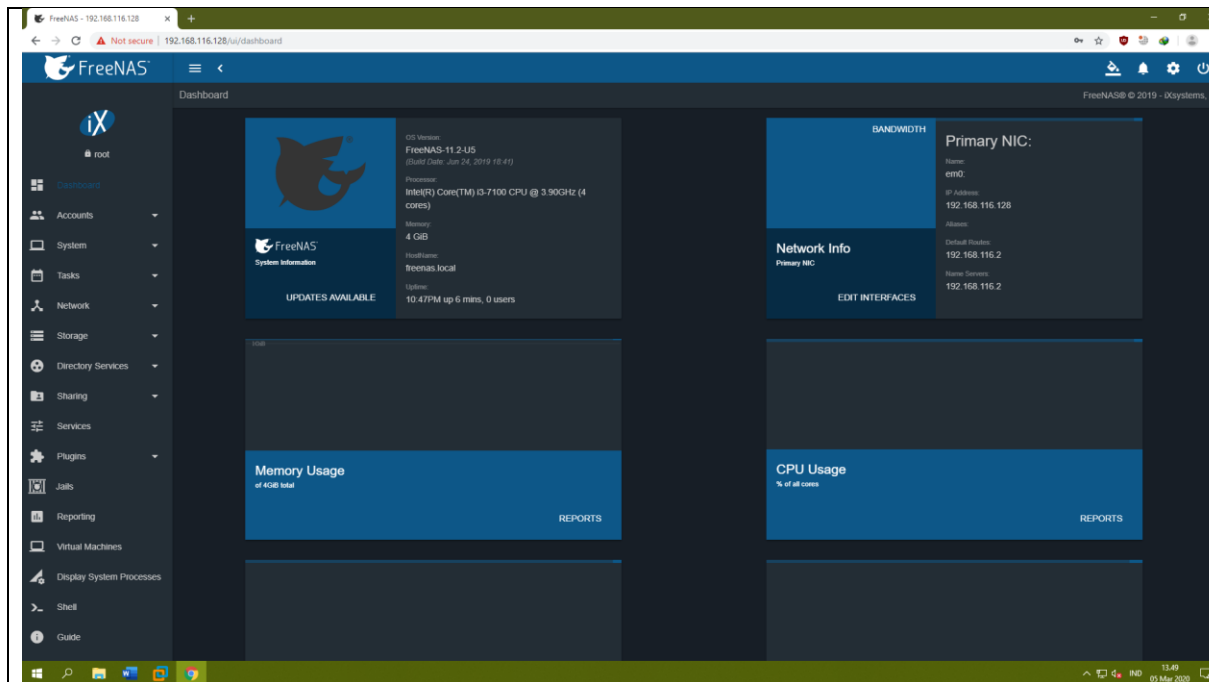 FreeNAS - 192.168.116.128
Not secure | 192.168.116.128/ui/dashboard
FreeNAS
Dashboard
FreeNAS® © 2019 - iXsystems,
iX
root
Dashboard
Accounts
System
Tasks
Network
Storage
Directory Services
Sharing
Services
Plugins
Jails
Reporting
Virtual Machines
Display System Processes
Shell
Guide
FreeNAS
System Information
UPDATES AVAILABLE
OS Version:
FreeNAS-11.2-U5
(Build Date: Jun 24, 2019 18:41)
Processor:
Intel(R) Core(TM) i3-7100 CPU @ 3.90GHz (4
cores)
Memory:
4 GiB
HostName:
freenas.local
Uptime:
10:47PM up 6 mins, 0 users
BANDWIDTH
Network Info
Primary NIC
EDIT INTERFACES
Primary NIC:
Name:
em0:
IP Address:
192.168.116.128
Aliases:
Default Routes:
192.168.116.2
Name Servers:
192.168.116.2
Memory Usage
of 4GiB total
REPORTS
CPU Usage
% of all cores
REPORTS
IND
13.49
05 Mar 2020